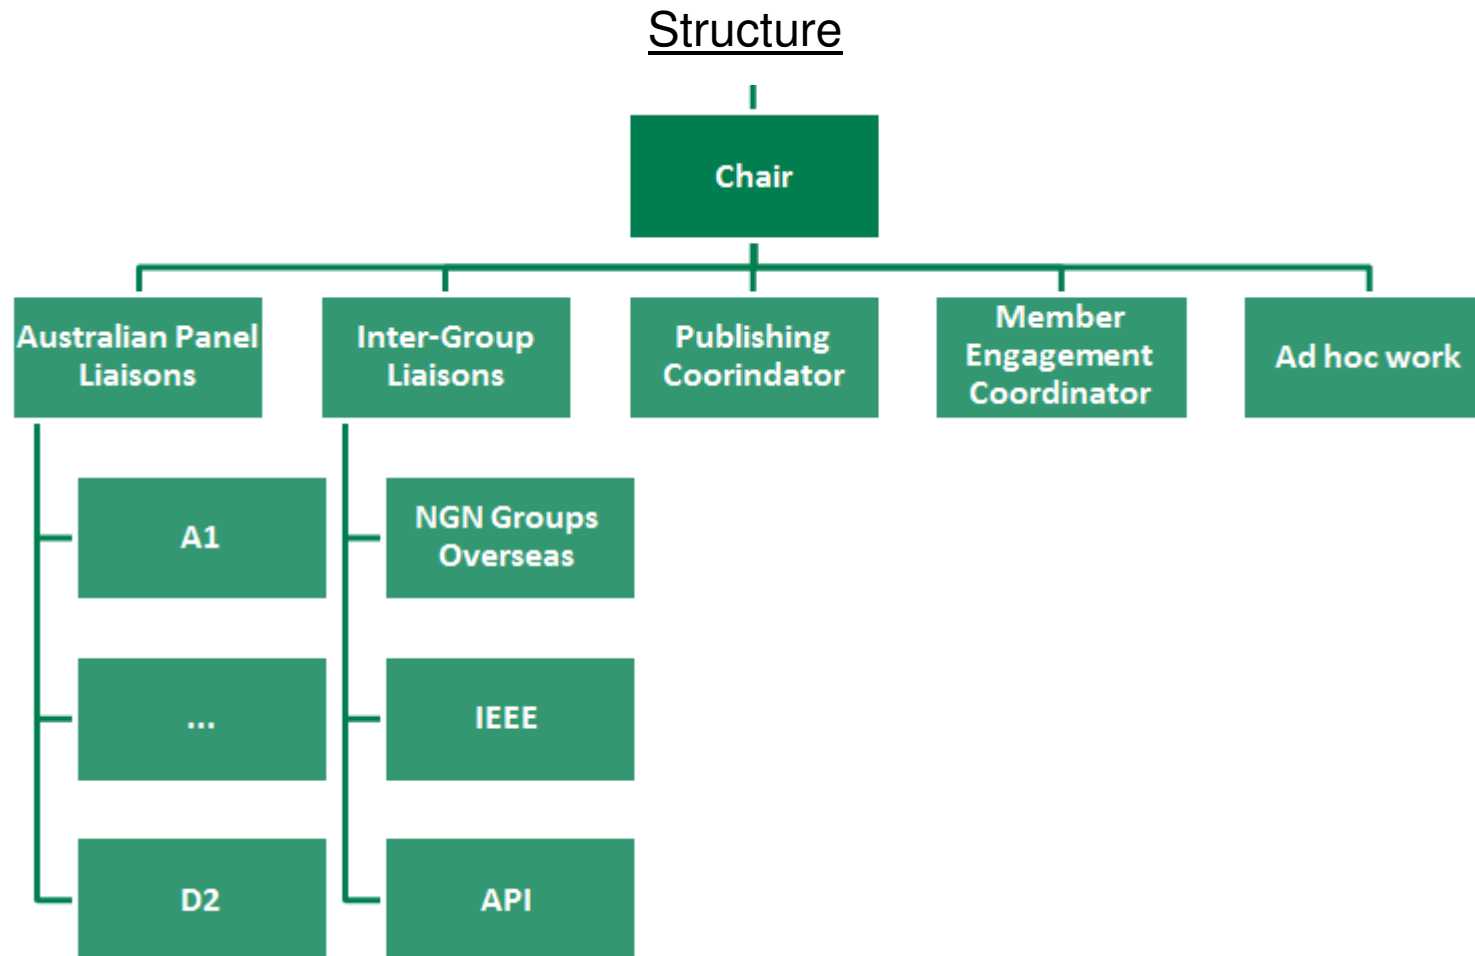 Structure
Chair
Australian Panel
Liaisons
Inter-Group
Liaisons
Publishing
Coorindator
Member
Engagement
Coordinator
Ad hoc work
A1
...
D2
NGN Groups
Overseas
IEEE
API